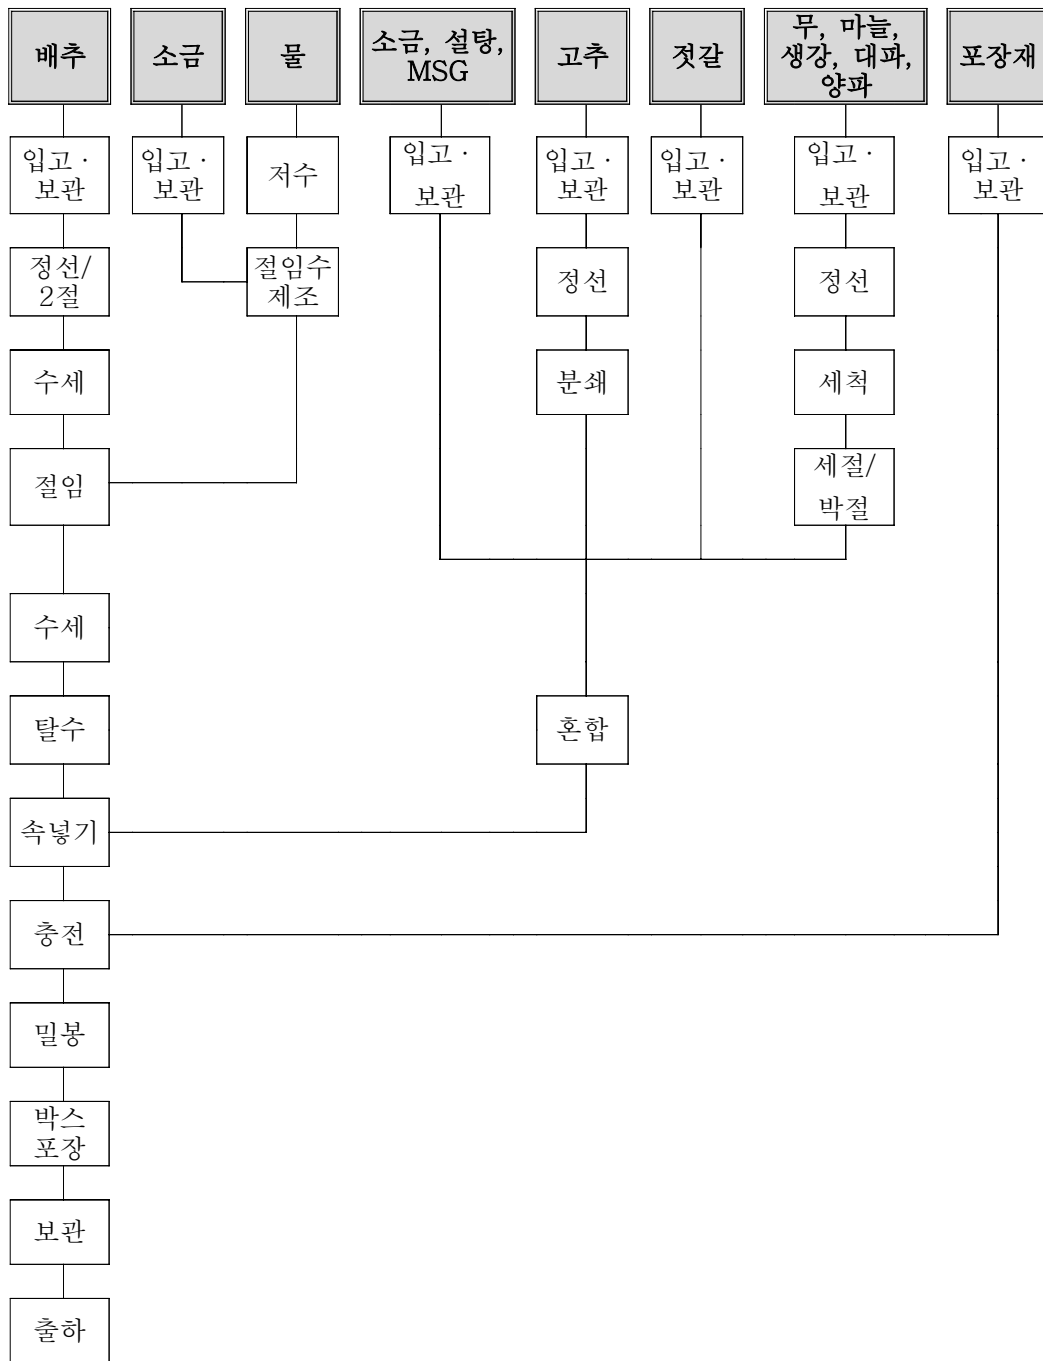 배추
소금
물
소금, 설탕,
MSG
고추
젓갈
무, 마늘,
생강, 대파,
양파
포장재
입고·
보관
입고·
보관
저수
입고·
보관
입고·
보관
입고·
보관
입고·
보관
입고·
보관
정선/
2절
절임수
제조
정선
정선
수세
분쇄
세척
절임
세절/
박절
수세
탈수
혼합
속넣기
충전
밀봉
박스
포장
보관
출하